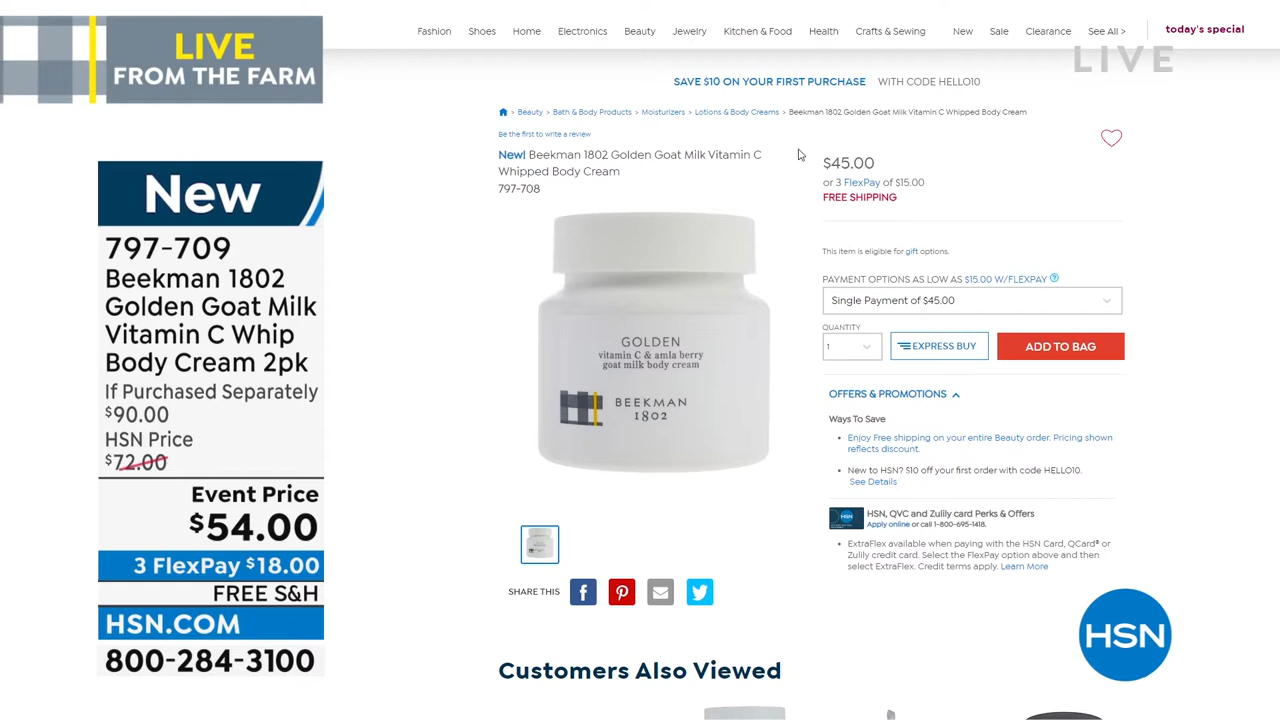 LIVE
FROM THE FARM
New
797-709
Beekman 1802
Golden Goat Milk
Vitamin C Whip
Body Cream 2pk
If Purchased Separately
$90.00
HSN Price
$72.00
Event Price
$54.00
3 FlexPay $18.00
FREE S&H
HSN.COM
800-284-3100
Fashion Shoes Home Electronics Beauty Jewelry Kitchen & Food Health Crafts & Sewing New Sale Clearance See All > today's special
LIVE
SAVE $10 ON YOUR FIRST PURCHASE WITH CODE HELLO10
> Beauty > Bath & Body Products > Moisturizers > Lotions & Body Creams > Beekman 1802 Golden Goat Milk Vitamin C Whipped Body Cream
Be the first to write a review
New! Beekman 1802 Golden Goat Milk Vitamin C
Whipped Body Cream
797-708
GOLDEN
vitamin C & amla berry
goat milk body cream
BEEKMAN
1802
SHARE THIS
$45.00
or 3 FlexPay of $15.00
FREE SHIPPING
This item is eligible for gift options.
PAYMENT OPTIONS AS LOW AS $15.00 W/FLEXPAY ?
Single Payment of $45.00
QUANTITY
1
EXPRESS BUY
ADD TO BAG
OFFERS & PROMOTIONS
Ways To Save
• Enjoy Free shipping on your entire Beauty order. Pricing shown
reflects discount.
• New to HSN? $10 off your first order with code HELLO10.
See Details
HSN
HSN, QVC and Zulily card Perks & Offers
Apply online or call 1-800-695-1418.
• ExtraFlex available when paying with the HSN Card, QCard® or
Zulily credit card. Select the FlexPay option above and then
select ExtraFlex. Credit terms apply. Learn More
HSN
Customers Also Viewed